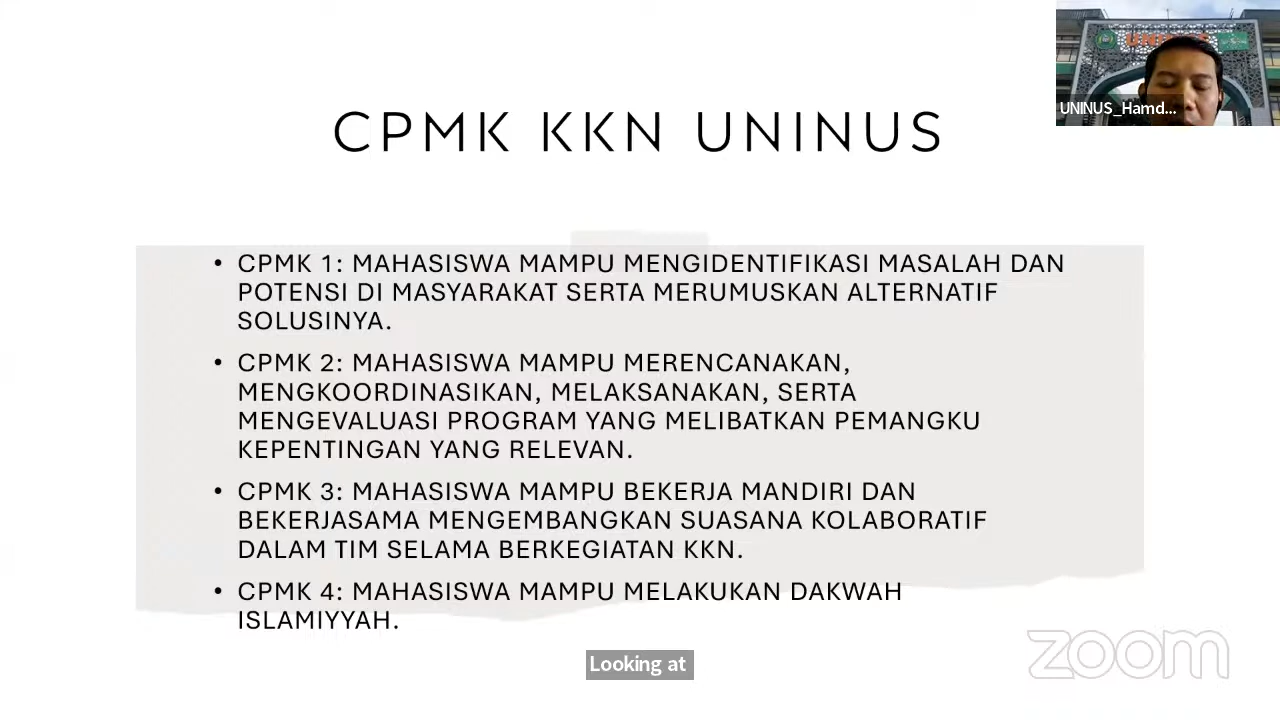 UNINUS
UNINUS_Hamd...
CPMK KKN UNINUS
• CPMK 1: MAHASISWA MAMPU MENGIDENTIFIKASI MASALAH DAN
POTENSI DI MASYARAKAT SERTA MERUMUSKAN ALTERNATIF
SOLUSINYA.
• CPMK 2: MAHASISWA MAMPU MERENCANAKAN,
MENGKOORDINASIKAN, MELAKSANAKAN, SERTA
MENGEVALUASI PROGRAM YANG MELIBATKAN PEMANGKU
KEPENTINGAN YANG RELEVAN.
• CPMK 3: MAHASISWA MAMPU BEKERJA MANDIRI DAN
BEKERJASAMA MENGEMBANGKAN SUASANA KOLABORATIF
DALAM TIM SELAMA BERKEGIATAN KKN.
• CPMK 4: MAHASISWA MAMPU MELAKUKAN DAKWAH
ISLAMIYYAH.
Looking at
zoom